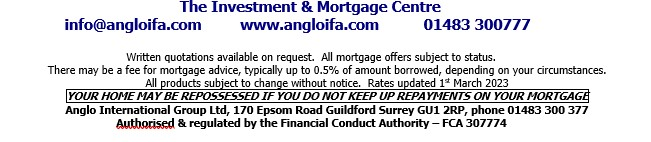 The Investment & Mortgage Centre
info@angloifa.com www.angloifa.com 01483 300777
Written quotations available on request. All mortgage offers subject to status.
There may be a fee for mortgage advice, typically up to 0.5% of amount borrowed, depending on your circumstances.
All products subject to change without notice. Rates updated 1st March 2023
YOUR HOME MAY BE REPOSSESSED IF YOU DO NOT KEEP UP REPAYMENTS ON YOUR MORTGAGE
Anglo International Group Ltd, 170 Epsom Road Guildford Surrey GU1 2RP, phone 01483 300 377
Authorised & regulated by the Financial Conduct Authority – FCA 307774